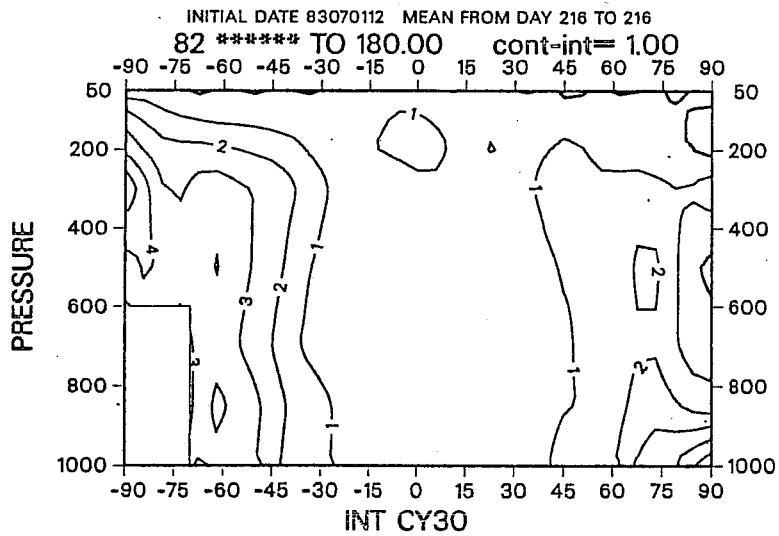 INITIAL DATE 83070112 MEAN FROM DAY 216 TO 216
82 ****** TO 180.00 cont-int= 1.00
-90 -75 -60 -45 -30 -15 0 15 30 45 60 75 90
50 50
1
2
200 200
1
400 400
4 1 2
PRESSURE
3 2
600 600
3 1 2
800 800
1
1000 1000
-90 -75 -60 -45 -30 -15 0 15 30 45 60 75 90
INT CY30